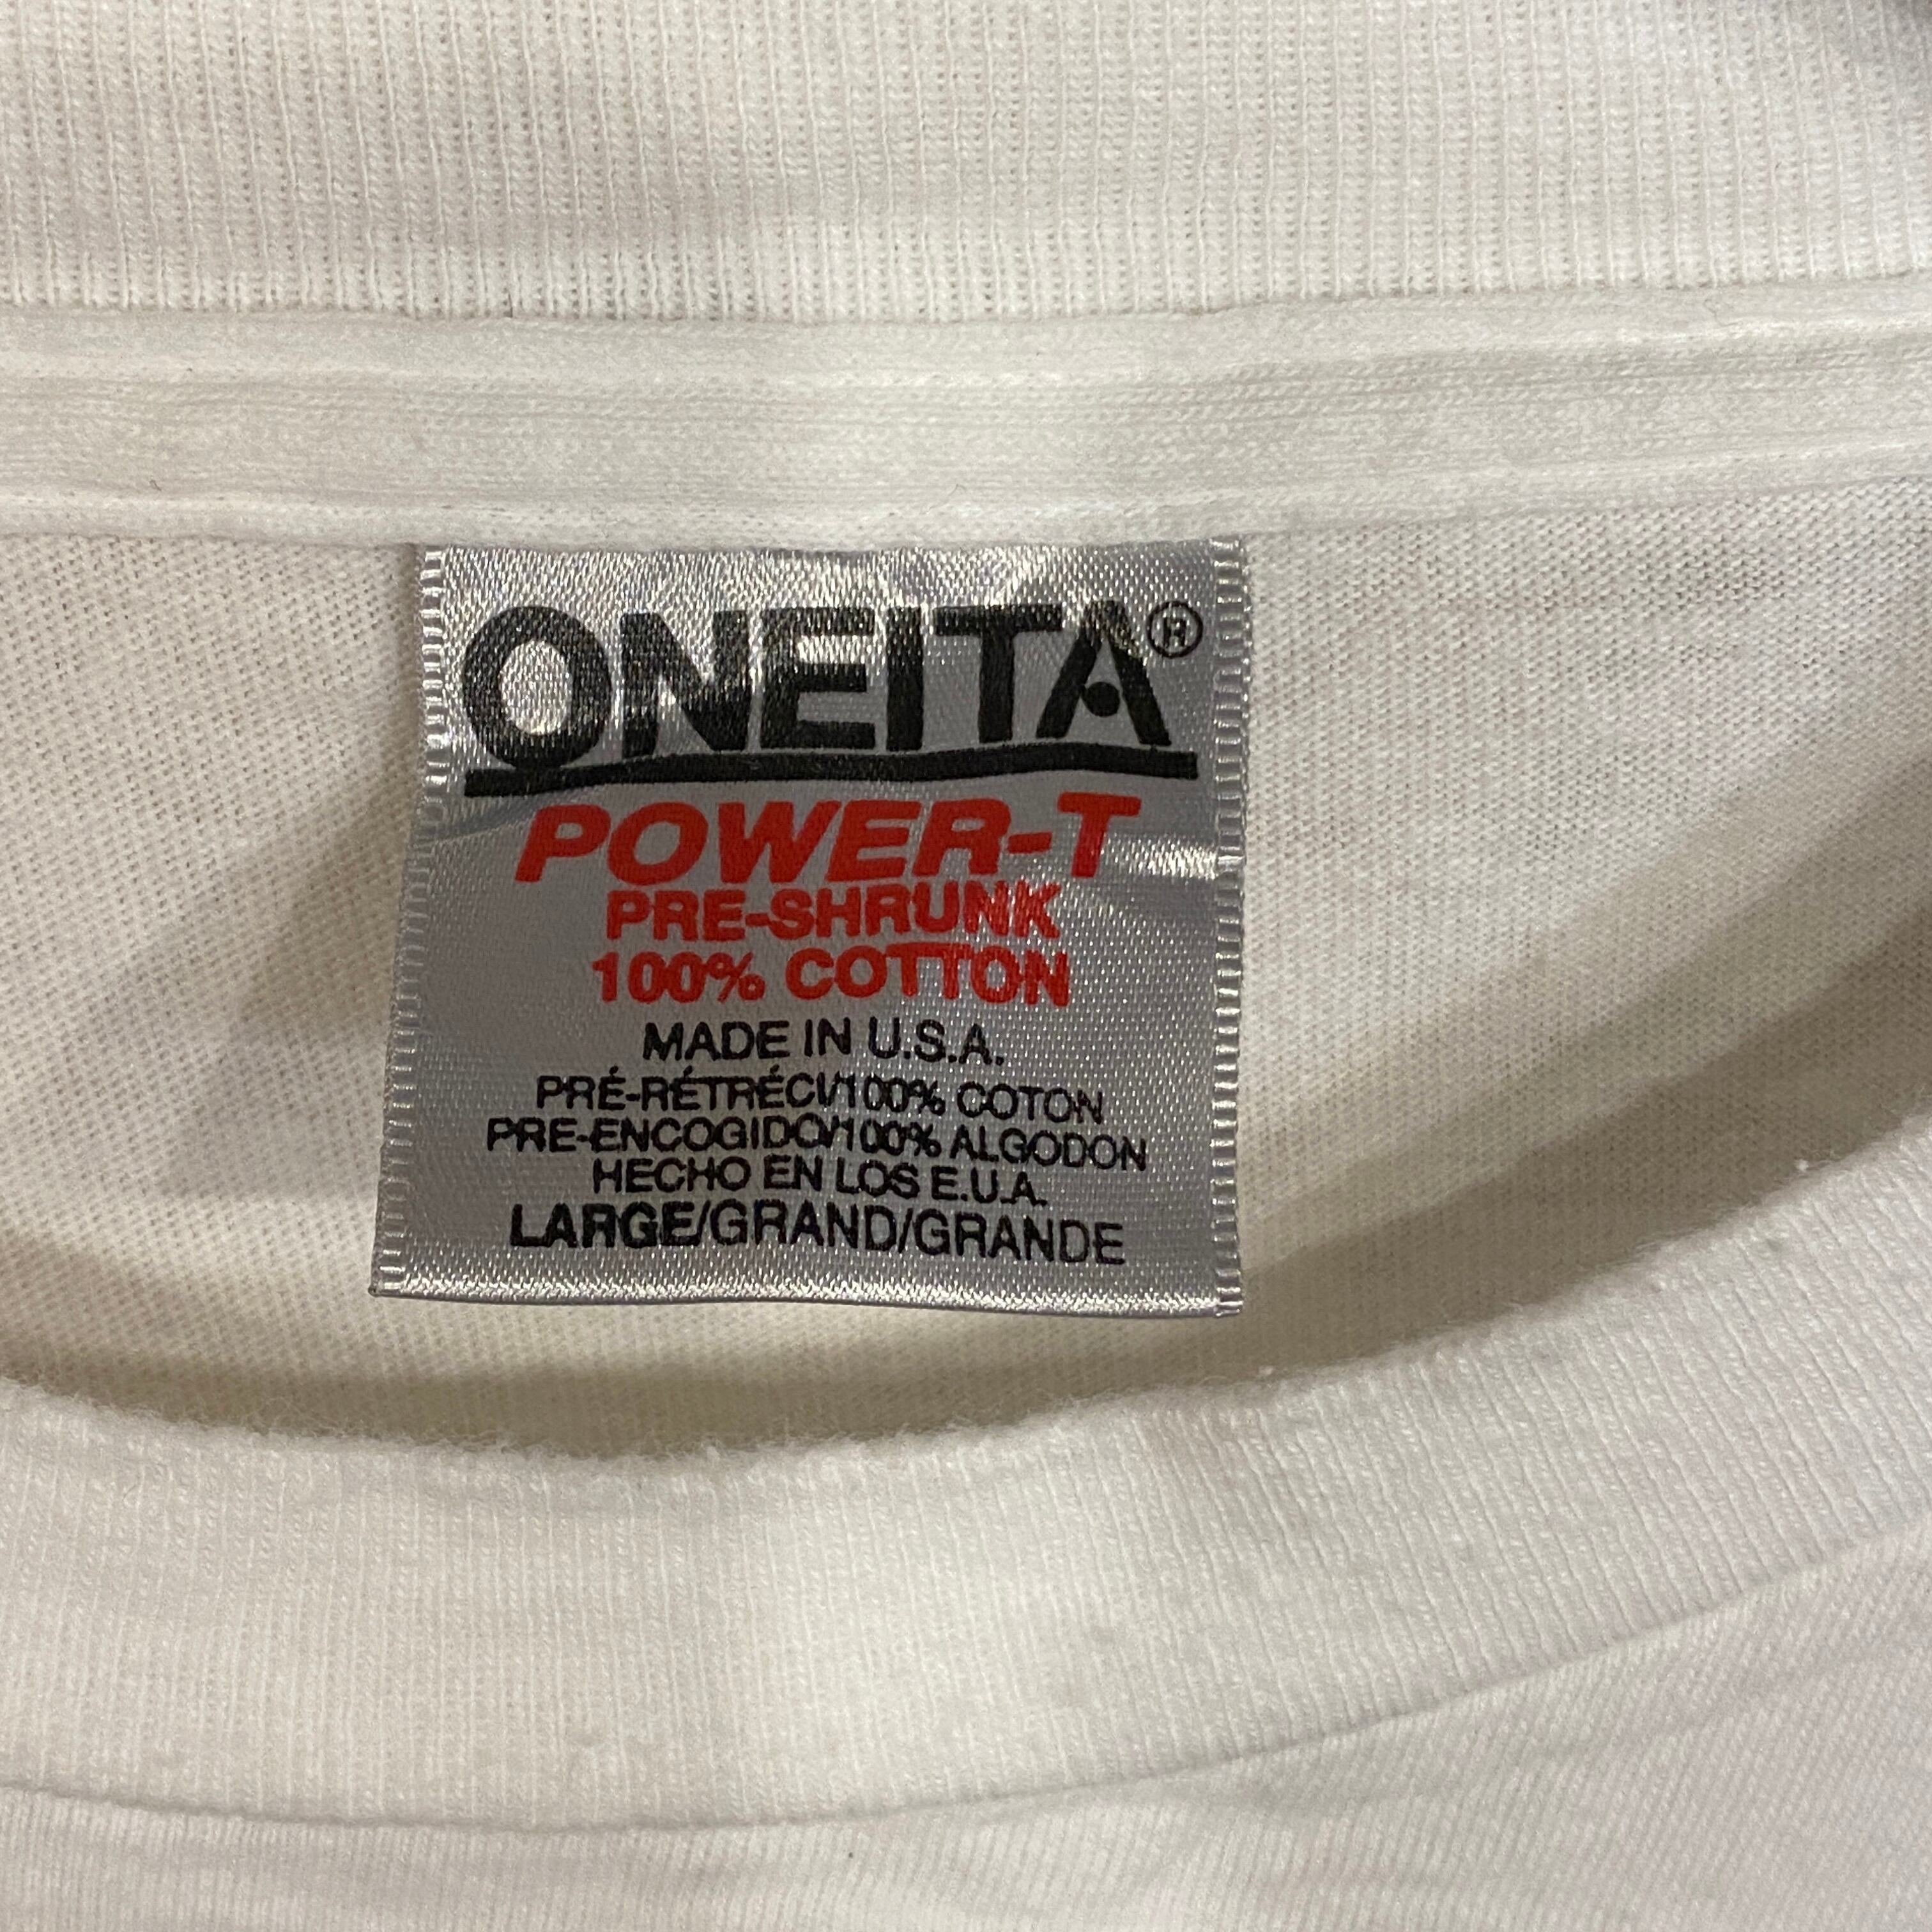 ONEITA®
POWER-T
PRE-SHRUNK
100% COTTON
MADE IN U.S.A.
PRÉ-RÉTRÉCI/100% COTON
PRE-ENCOGIDO/100% ALGODON
HECHO EN LOS E.U.A.
LARGE/GRAND/GRANDE